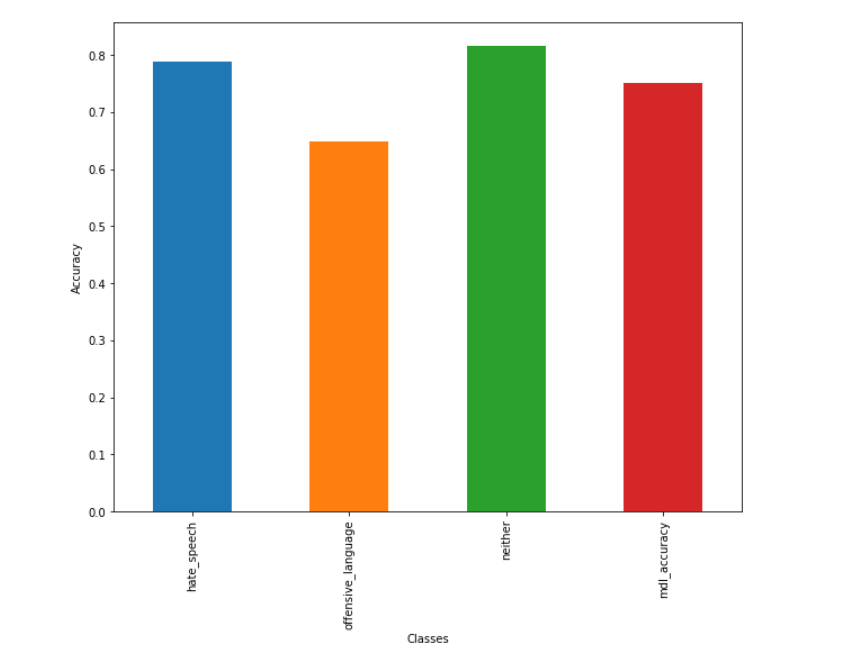 0.8
0.7
0.6
0.5
0.4
0.3
0.2
0.1
0.0
Accuracy
hate_speech
offensive_language
neither
mdl_accuracy
Classes